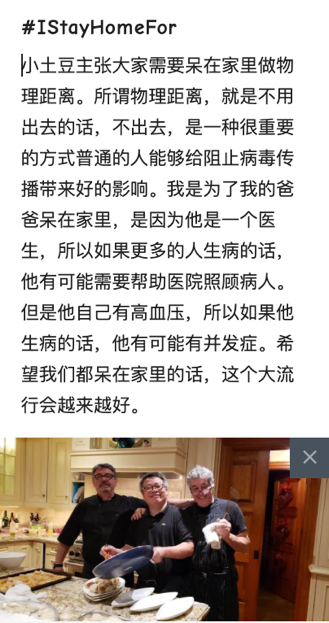 #IStayHomeFor
小土豆主张大家需要呆在家里做物
理距离。所谓物理距离，就是不用
出去的话，不出去，是一种很重要
的方式普通的人能够给阻止病毒传
播带来好的影响。我是为了我的爸
爸呆在家里，是因为他是一个医
生，所以如果更多的人生病的话，
他有可能需要帮助医院照顾病人。
但是他自己有高血压，所以如果他
生病的话，他有可能有并发症。希
望我们都呆在家里的话，这个大流
行会越来越好。